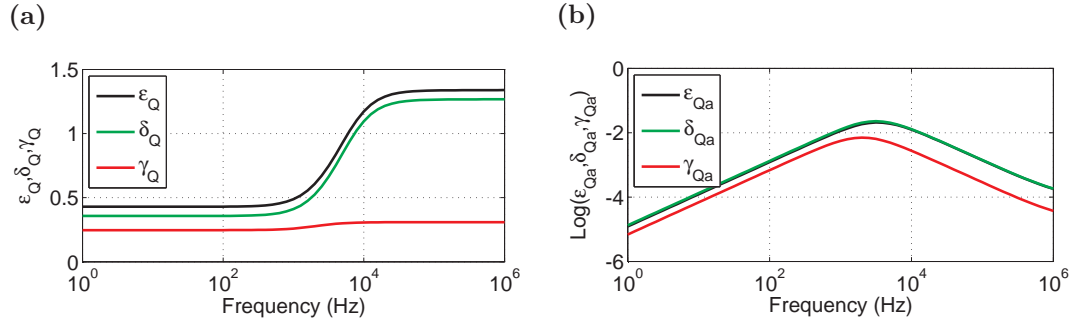 (a)
1.5
1
0.5
0
ε_Q,δ_Q,γ_Q
ε_Q
δ_Q
γ_Q
10^0 10^2 10^4 10^6
Frequency (Hz)
(b)
0
-2
-4
-6
Log(ε_Qa,δ_Qa,γ_Qa)
ε_Qa
δ_Qa
γ_Qa
10^0 10^2 10^4 10^6
Frequency (Hz)